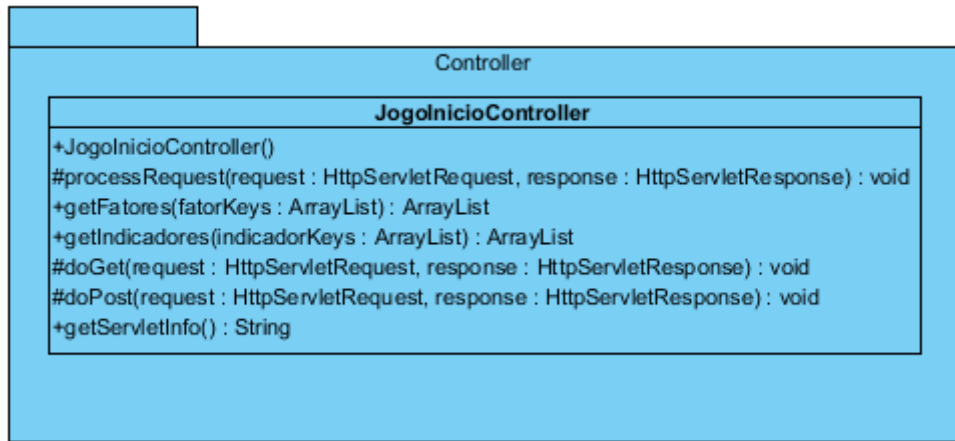 Controller
JogoInicioController
+JogoInicioController()
#processRequest(request : HttpServletRequest, response : HttpServletResponse) : void
+getFatores(fatorKeys : ArrayList) : ArrayList
+getIndicadores(indicadorKeys : ArrayList) : ArrayList
#doGet(request : HttpServletRequest, response : HttpServletResponse) : void
#doPost(request : HttpServletRequest, response : HttpServletResponse) : void
+getServletInfo() : String